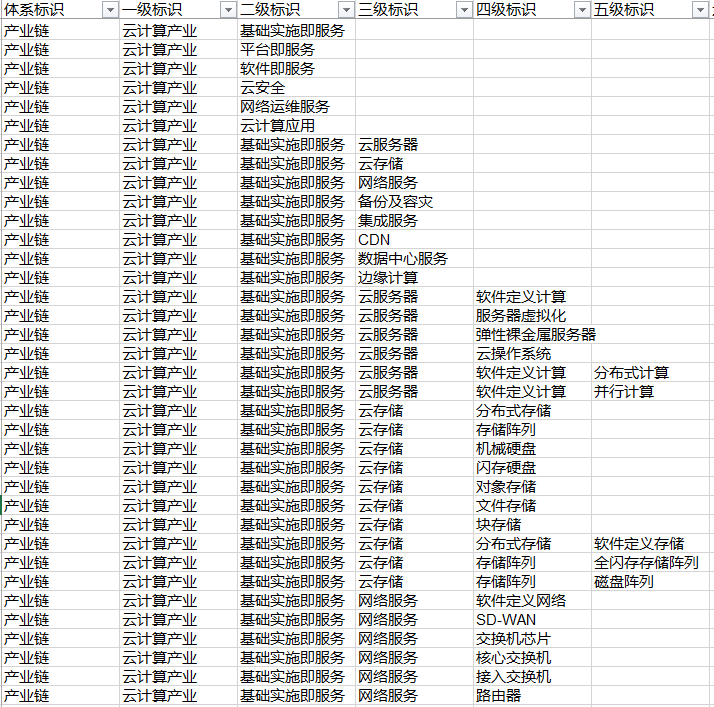 体系标识 一级标识 二级标识 三级标识 四级标识 五级标识
产业链 云计算产业 基础实施即服务
产业链 云计算产业 平台即服务
产业链 云计算产业 软件即服务
产业链 云计算产业 云安全
产业链 云计算产业 网络运维服务
产业链 云计算产业 云计算应用
产业链 云计算产业 基础实施即服务 云服务器
产业链 云计算产业 基础实施即服务 云存储
产业链 云计算产业 基础实施即服务 网络服务
产业链 云计算产业 基础实施即服务 备份及容灾
产业链 云计算产业 基础实施即服务 集成服务
产业链 云计算产业 基础实施即服务 CDN
产业链 云计算产业 基础实施即服务 数据中心服务
产业链 云计算产业 基础实施即服务 边缘计算
产业链 云计算产业 基础实施即服务 云服务器 软件定义计算
产业链 云计算产业 基础实施即服务 云服务器 服务器虚拟化
产业链 云计算产业 基础实施即服务 云服务器 弹性裸金属服务器
产业链 云计算产业 基础实施即服务 云服务器 云操作系统
产业链 云计算产业 基础实施即服务 云服务器 软件定义计算 分布式计算
产业链 云计算产业 基础实施即服务 云服务器 软件定义计算 并行计算
产业链 云计算产业 基础实施即服务 云存储 分布式存储
产业链 云计算产业 基础实施即服务 云存储 存储阵列
产业链 云计算产业 基础实施即服务 云存储 机械硬盘
产业链 云计算产业 基础实施即服务 云存储 闪存硬盘
产业链 云计算产业 基础实施即服务 云存储 对象存储
产业链 云计算产业 基础实施即服务 云存储 文件存储
产业链 云计算产业 基础实施即服务 云存储 块存储
产业链 云计算产业 基础实施即服务 云存储 分布式存储 软件定义存储
产业链 云计算产业 基础实施即服务 云存储 存储阵列 全闪存存储阵列
产业链 云计算产业 基础实施即服务 云存储 存储阵列 磁盘阵列
产业链 云计算产业 基础实施即服务 网络服务 软件定义网络
产业链 云计算产业 基础实施即服务 网络服务 SD-WAN
产业链 云计算产业 基础实施即服务 网络服务 交换机芯片
产业链 云计算产业 基础实施即服务 网络服务 核心交换机
产业链 云计算产业 基础实施即服务 网络服务 接入交换机
产业链 云计算产业 基础实施即服务 网络服务 路由器